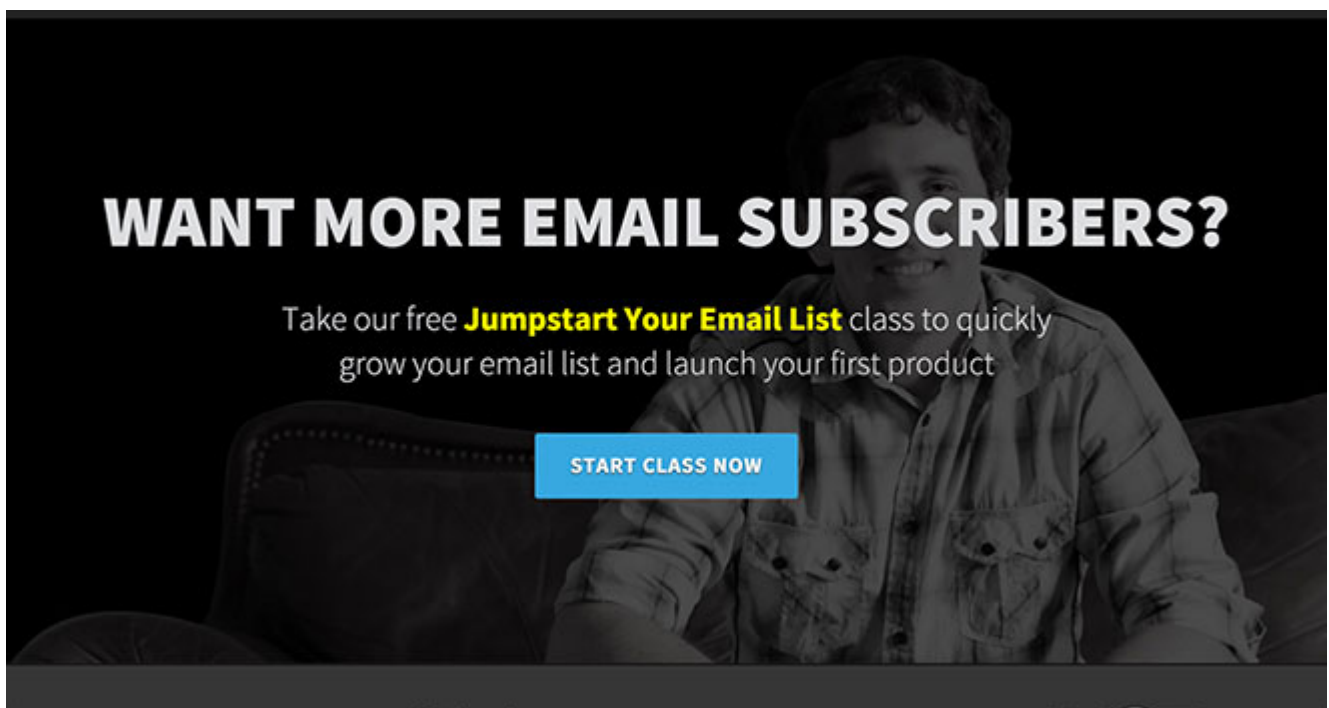 WANT MORE EMAIL SUBSCRIBERS?
Take our free Jumpstart Your Email List class to quickly
grow your email list and launch your first product
START CLASS NOW